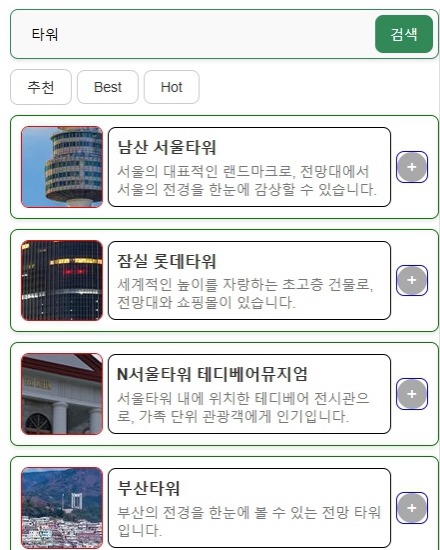 타워
검색
추천
Best
Hot
남산 서울타워
서울의 대표적인 랜드마크로, 전망대에서
서울의 전경을 한눈에 감상할 수 있습니다.
+
잠실 롯데타워
세계적인 높이를 자랑하는 초고층 건물로,
전망대와 쇼핑몰이 있습니다.
+
N서울타워 테디베어뮤지엄
서울타워 내에 위치한 테디베어 전시관으
로, 가족 단위 관광객에게 인기입니다.
+
부산타워
부산의 전경을 한눈에 볼 수 있는 전망 타워
입니다.
+